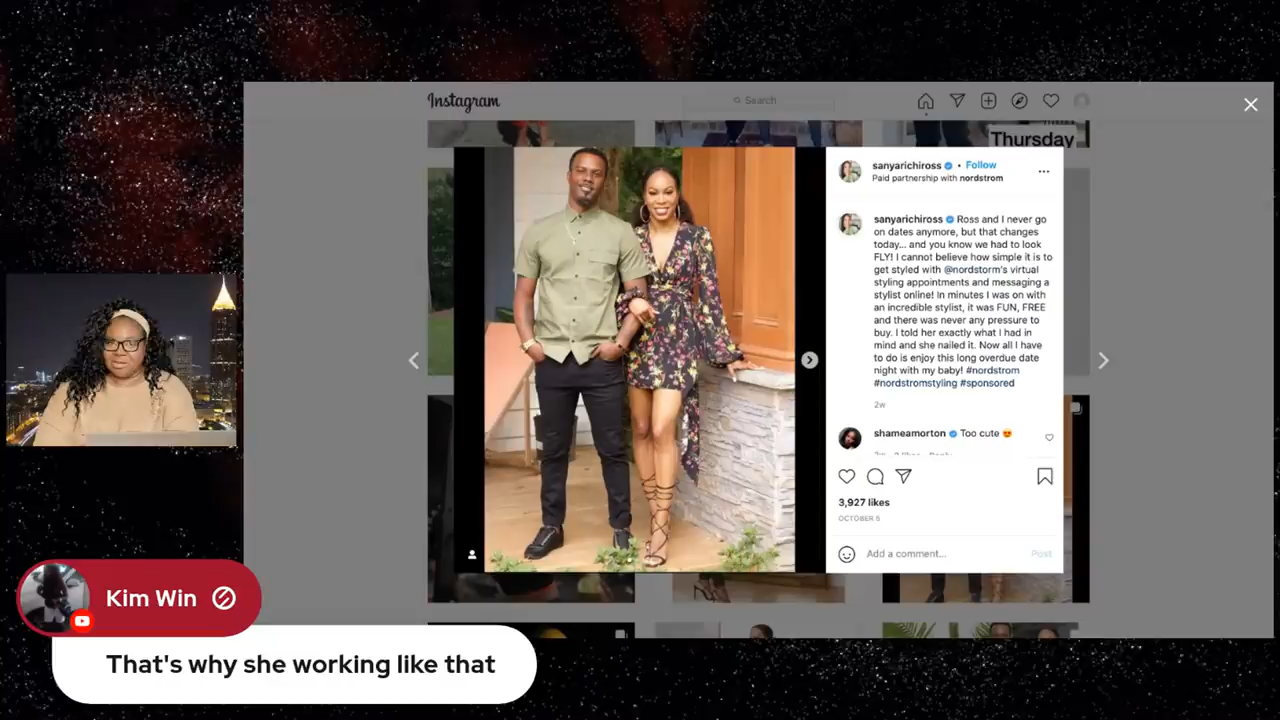 Instagram
Search
Thursday
sanyarichiross • Follow
Paid partnership with nordstrom
sanyarichiross Ross and I never go
on dates anymore, but that changes
today... and you know we had to look
FLY! I cannot believe how simple it is to
get styled with @nordstorm's virtual
styling appointments and messaging a
stylist online! In minutes I was on with
an incredible stylist, it was FUN, FREE
and there was never any pressure to
buy. I told her exactly what I had in
mind and she nailed it. Now all I have
to do is enjoy this long overdue date
night with my baby! #nordstrom
#nordstromstyling #sponsored
2w
shameamorton Too cute 😍
3,927 likes
OCTOBER 5
Add a comment...
Post
Kim Win
That's why she working like that